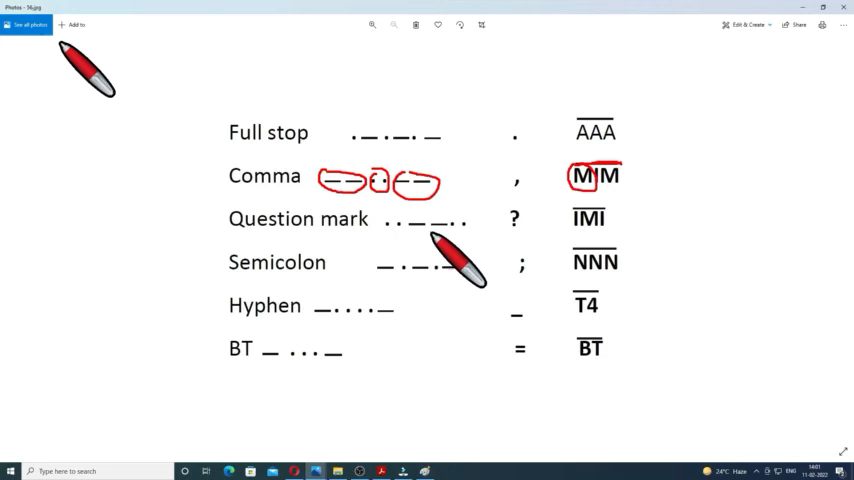 Photos - 56.jpg
See all photos + Add to
Edit & Create Share
Full stop . _ . _ . _ . AAA
Comma _ _ . . _ _ , MIM
Question mark . . _ _ . . ? IMI
Semicolon _ . _ . ; NNN
Hyphen _ . . . . _ _ T4
BT _ . . . _ = BT
Type here to search
24°C Haze ENG
14:01
11-02-2022